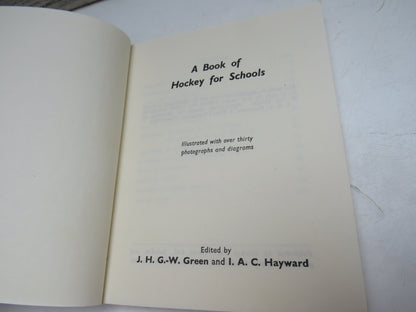 A Book of
Hockey for Schools
Illustrated with over thirty
photographs and diagrams
Edited by
J. H. G.-W. Green and I. A. C. Hayward